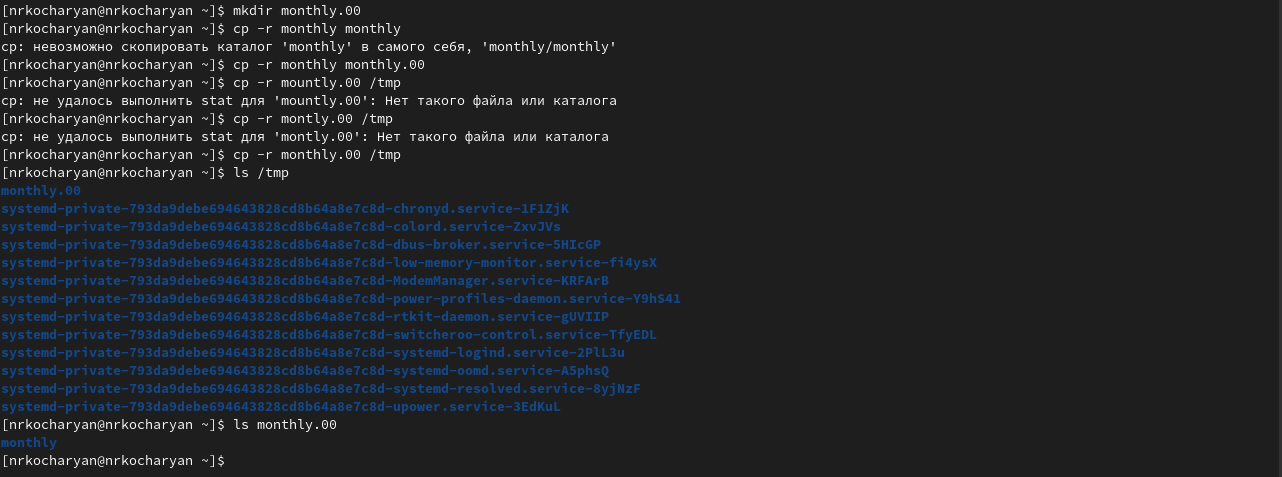 [nrkocharyan@nrkocharyan ~]$ mkdir monthly.00
[nrkocharyan@nrkocharyan ~]$ cp -r monthly monthly
cp: невозможно скопировать каталог 'monthly' в самого себя, 'monthly/monthly'
[nrkocharyan@nrkocharyan ~]$ cp -r monthly monthly.00
[nrkocharyan@nrkocharyan ~]$ cp -r mountly.00 /tmp
cp: не удалось выполнить stat для 'mountly.00': Нет такого файла или каталога
[nrkocharyan@nrkocharyan ~]$ cp -r montly.00 /tmp
cp: не удалось выполнить stat для 'montly.00': Нет такого файла или каталога
[nrkocharyan@nrkocharyan ~]$ cp -r monthly.00 /tmp
[nrkocharyan@nrkocharyan ~]$ ls /tmp
monthly.00
systemd-private-793da9debe694643828cd8b64a8e7c8d-chronyd.service-1F1ZjK
systemd-private-793da9debe694643828cd8b64a8e7c8d-colord.service-ZxvJVs
systemd-private-793da9debe694643828cd8b64a8e7c8d-dbus-broker.service-5HIcGP
systemd-private-793da9debe694643828cd8b64a8e7c8d-low-memory-monitor.service-fi4ysX
systemd-private-793da9debe694643828cd8b64a8e7c8d-ModemManager.service-KRFArB
systemd-private-793da9debe694643828cd8b64a8e7c8d-power-profiles-daemon.service-Y9hS41
systemd-private-793da9debe694643828cd8b64a8e7c8d-rtkit-daemon.service-gUVIIP
systemd-private-793da9debe694643828cd8b64a8e7c8d-switcheroo-control.service-TfyEDL
systemd-private-793da9debe694643828cd8b64a8e7c8d-systemd-logind.service-2PlL3u
systemd-private-793da9debe694643828cd8b64a8e7c8d-systemd-oomd.service-A5phsQ
systemd-private-793da9debe694643828cd8b64a8e7c8d-systemd-resolved.service-8yjNzF
systemd-private-793da9debe694643828cd8b64a8e7c8d-upower.service-3EdKuL
[nrkocharyan@nrkocharyan ~]$ ls monthly.00
monthly
[nrkocharyan@nrkocharyan ~]$